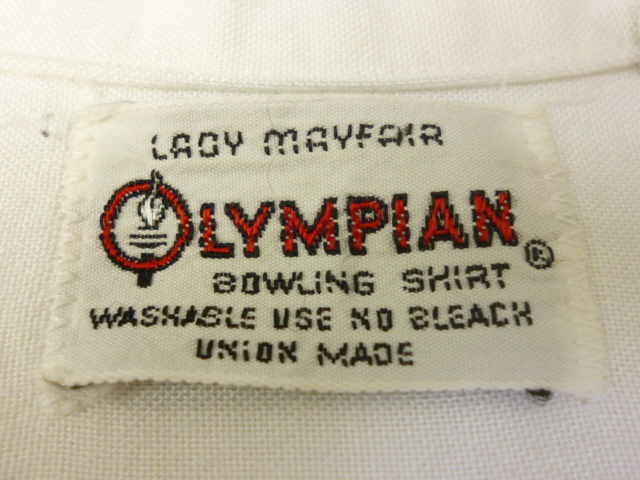 LADY MAYFAIR
OLYMPIAN ®
BOWLING SHIRT
WASHABLE USE NO BLEACH
UNION MADE